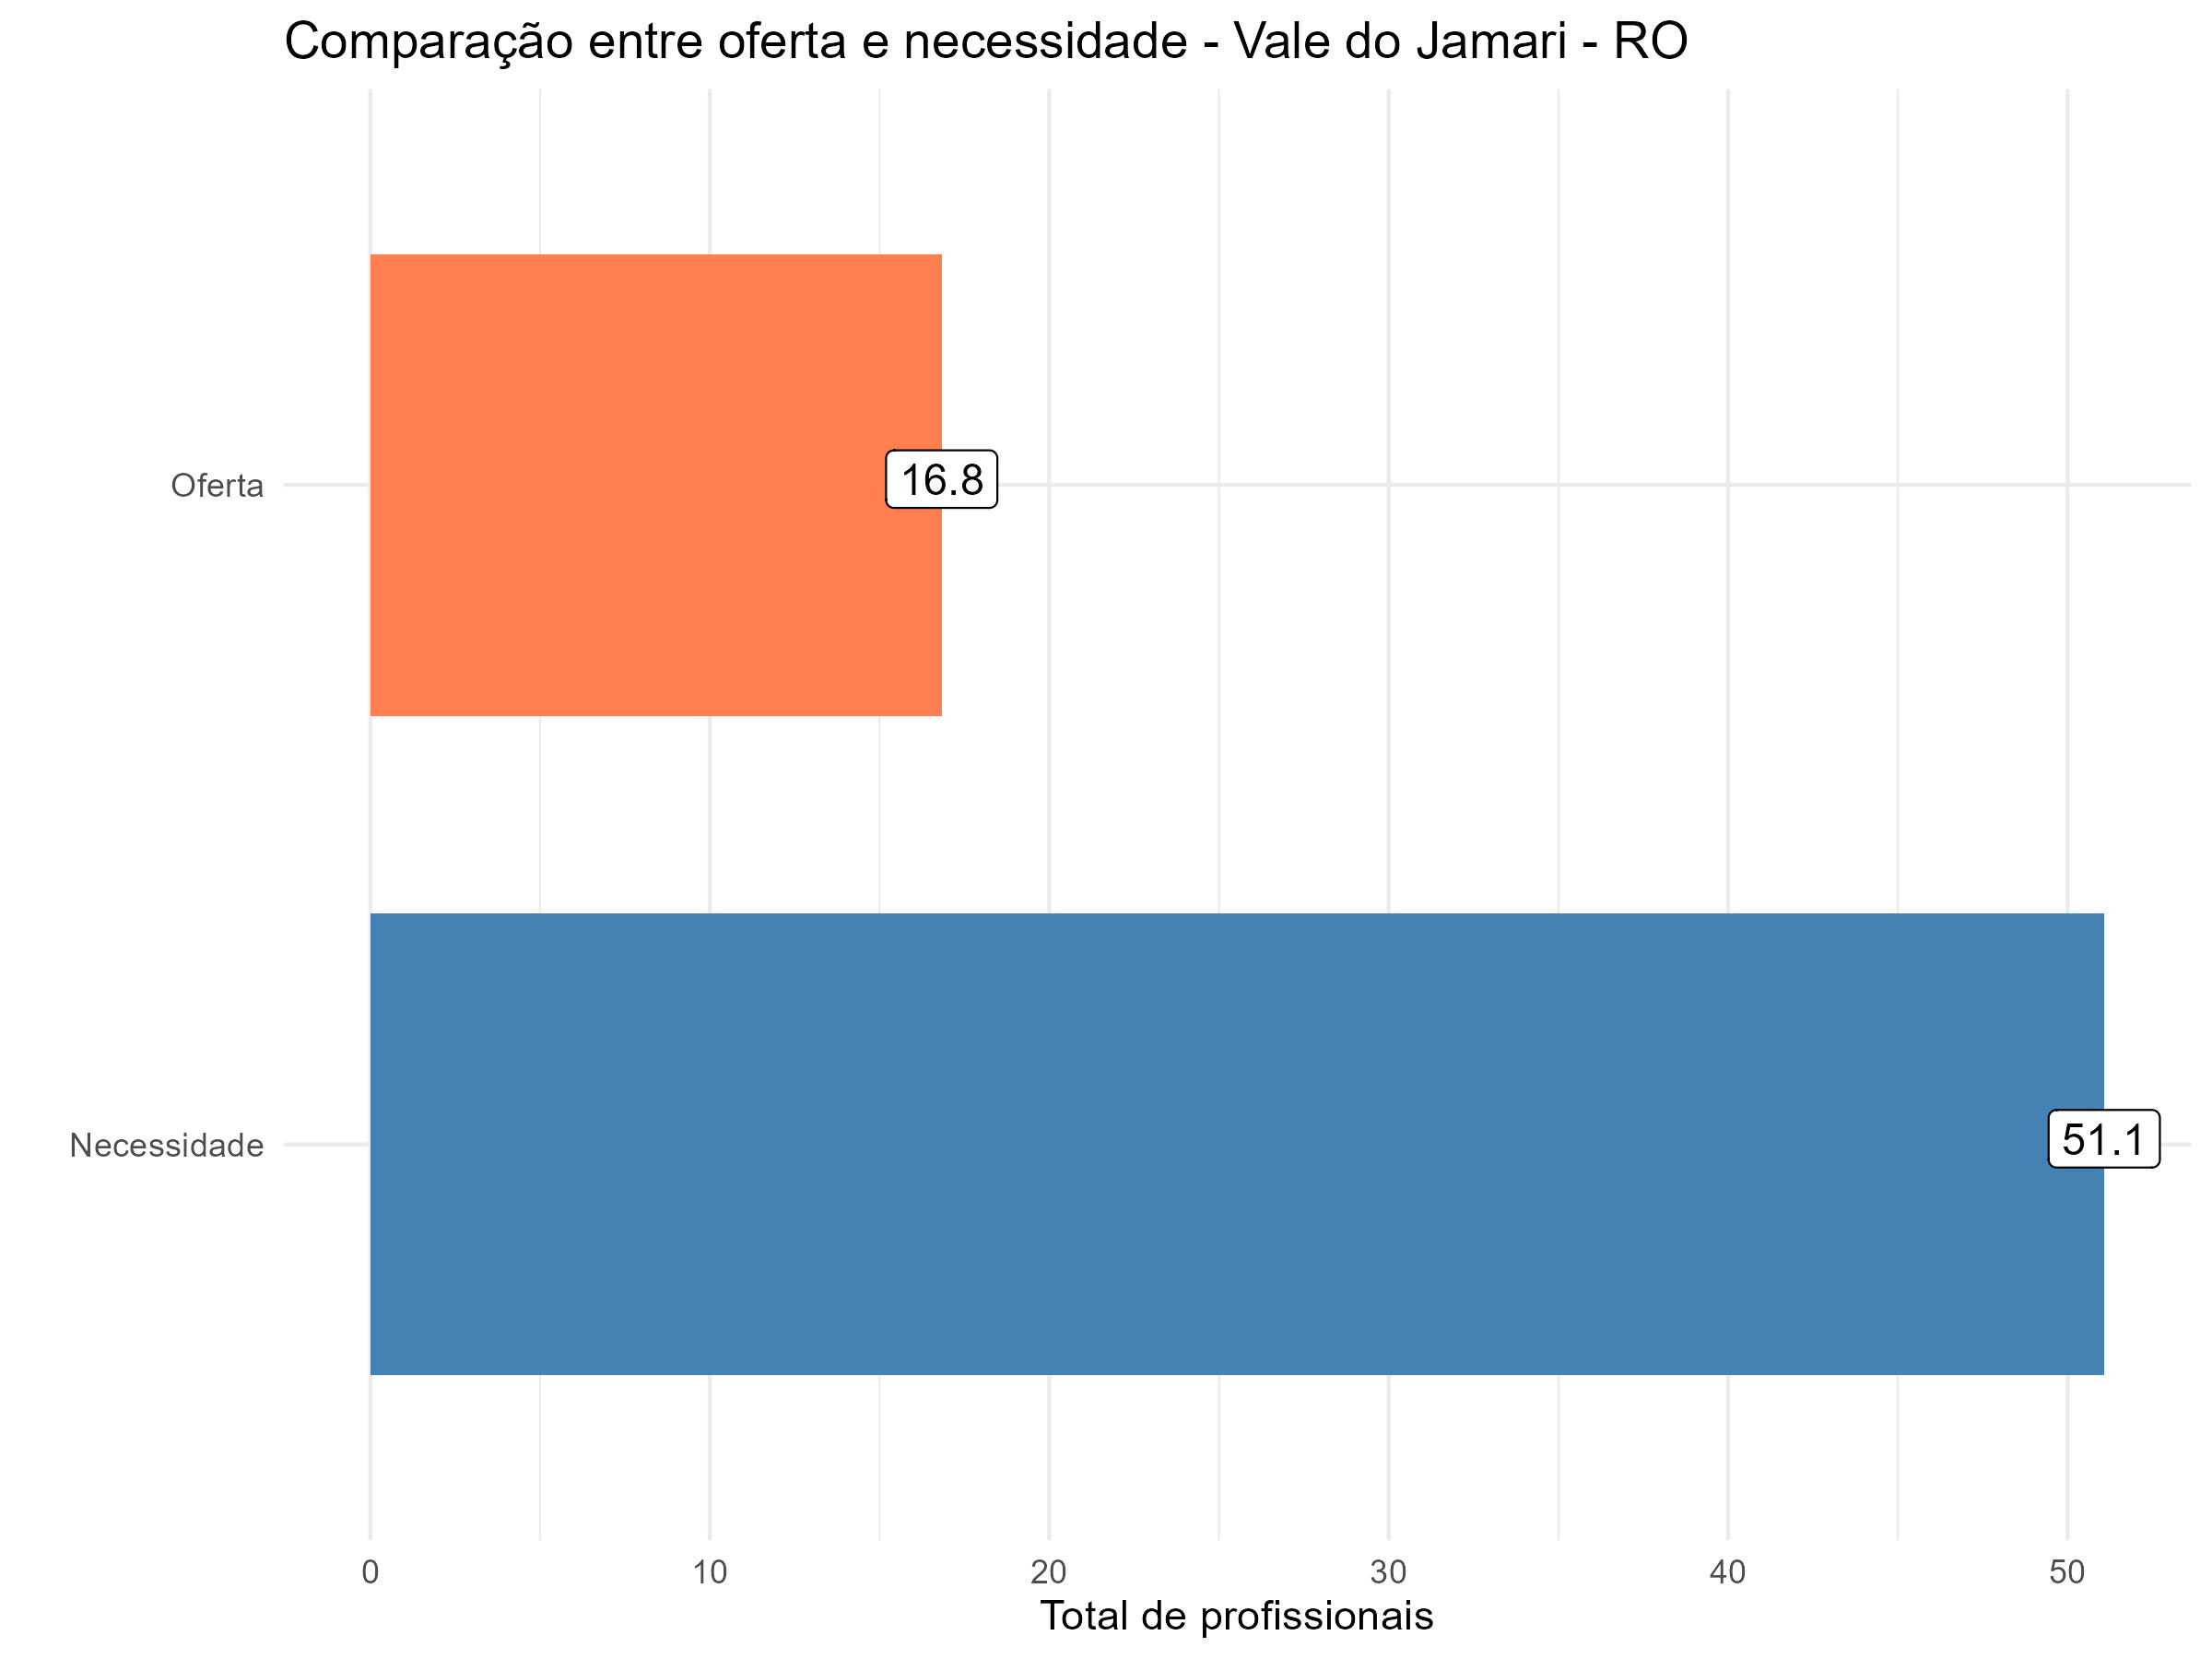 Comparação entre oferta e necessidade - Vale do Jamari - RO
Oferta
16.8
Necessidade
51.1
0 10 20 30 40 50
Total de profissionais